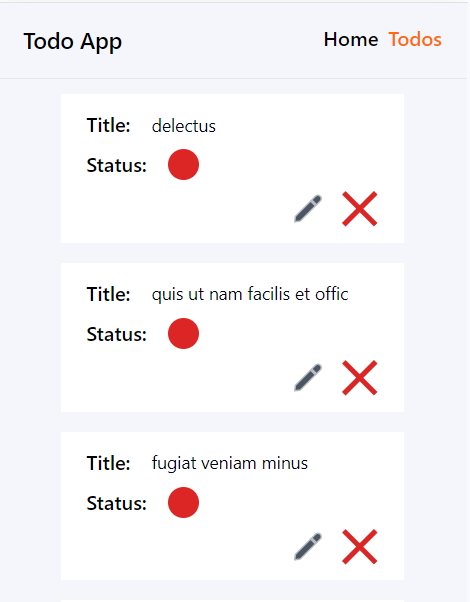 Todo App
Home Todos
Title: delectus
Status:
Title: quis ut nam facilis et offic
Status:
Title: fugiat veniam minus
Status: